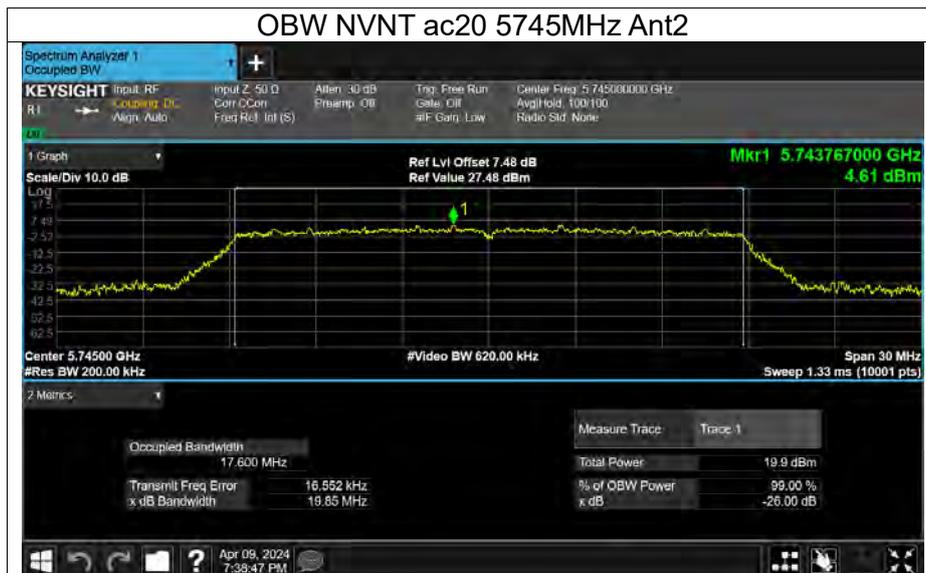 OBW NVNT ac20 5745MHz Ant2
Spectrum Analyzer 1
Occupied BW
+
KEYSIGHT Input: RF
Coupling: DC
Align: Auto
Input Z: 50 Ω
Corr CCorr
Freq Ref: Int (S)
Atten: 30 dB
Preamp: Off
Trig: Free Run
Gate: Off
#IF Gain: Low
Center Freq: 5.745000000 GHz
Avg|Hold: 100/100
Radio Std: None
1 Graph
Scale/Div 10.0 dB
Ref Lvl Offset 7.48 dB
Ref Value 27.48 dBm
Mkr1 5.743767000 GHz
4.61 dBm
Log
17.5
7.48
-2.52
-12.5
-22.5
-32.5
-42.5
-52.5
-62.5
1
Center 5.74500 GHz
#Res BW 200.00 kHz
#Video BW 620.00 kHz
Span 30 MHz
Sweep 1.33 ms (10001 pts)
2 Metrics
Occupied Bandwidth
17.600 MHz
Transmit Freq Error 16.552 kHz
x dB Bandwidth 19.85 MHz
Measure Trace Trace 1
Total Power 19.9 dBm
% of OBW Power 99.00 %
x dB -26.00 dB
?
Apr 09, 2024
7:38:47 PM